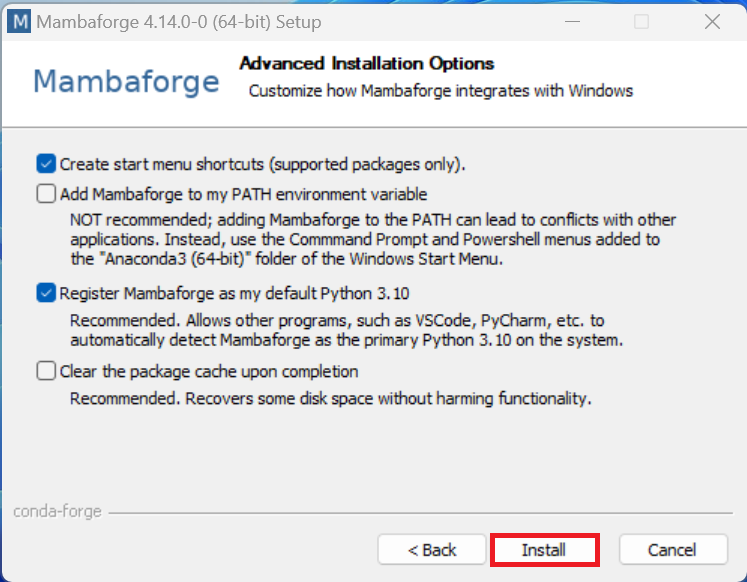 M Mambaforge 4.14.0-0 (64-bit) Setup
Mambaforge
Advanced Installation Options
Customize how Mambaforge integrates with Windows
Create start menu shortcuts (supported packages only).
Add Mambaforge to my PATH environment variable
NOT recommended; adding Mambaforge to the PATH can lead to conflicts with other
applications. Instead, use the Commmand Prompt and Powershell menus added to
the "Anaconda3 (64-bit)" folder of the Windows Start Menu.
Register Mambaforge as my default Python 3.10
Recommended. Allows other programs, such as VSCode, PyCharm, etc. to
automatically detect Mambaforge as the primary Python 3.10 on the system.
Clear the package cache upon completion
Recommended. Recovers some disk space without harming functionality.
conda-forge
< Back Install Cancel